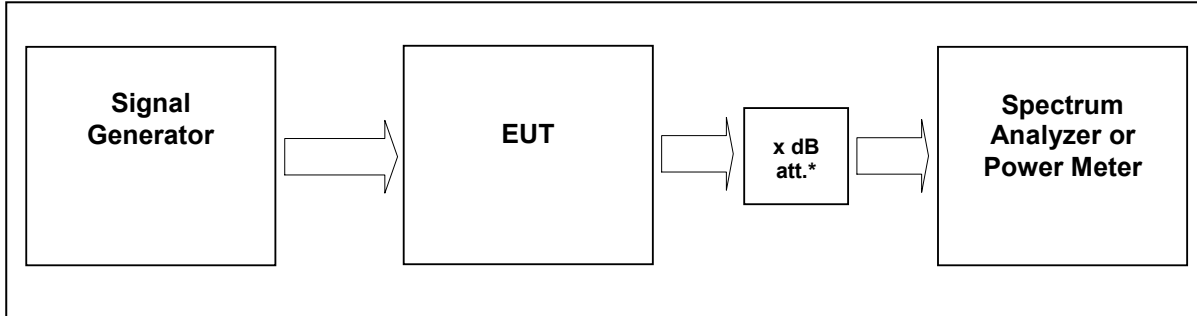 Signal
Generator
EUT
x dB
att.*
Spectrum
Analyzer or
Power Meter